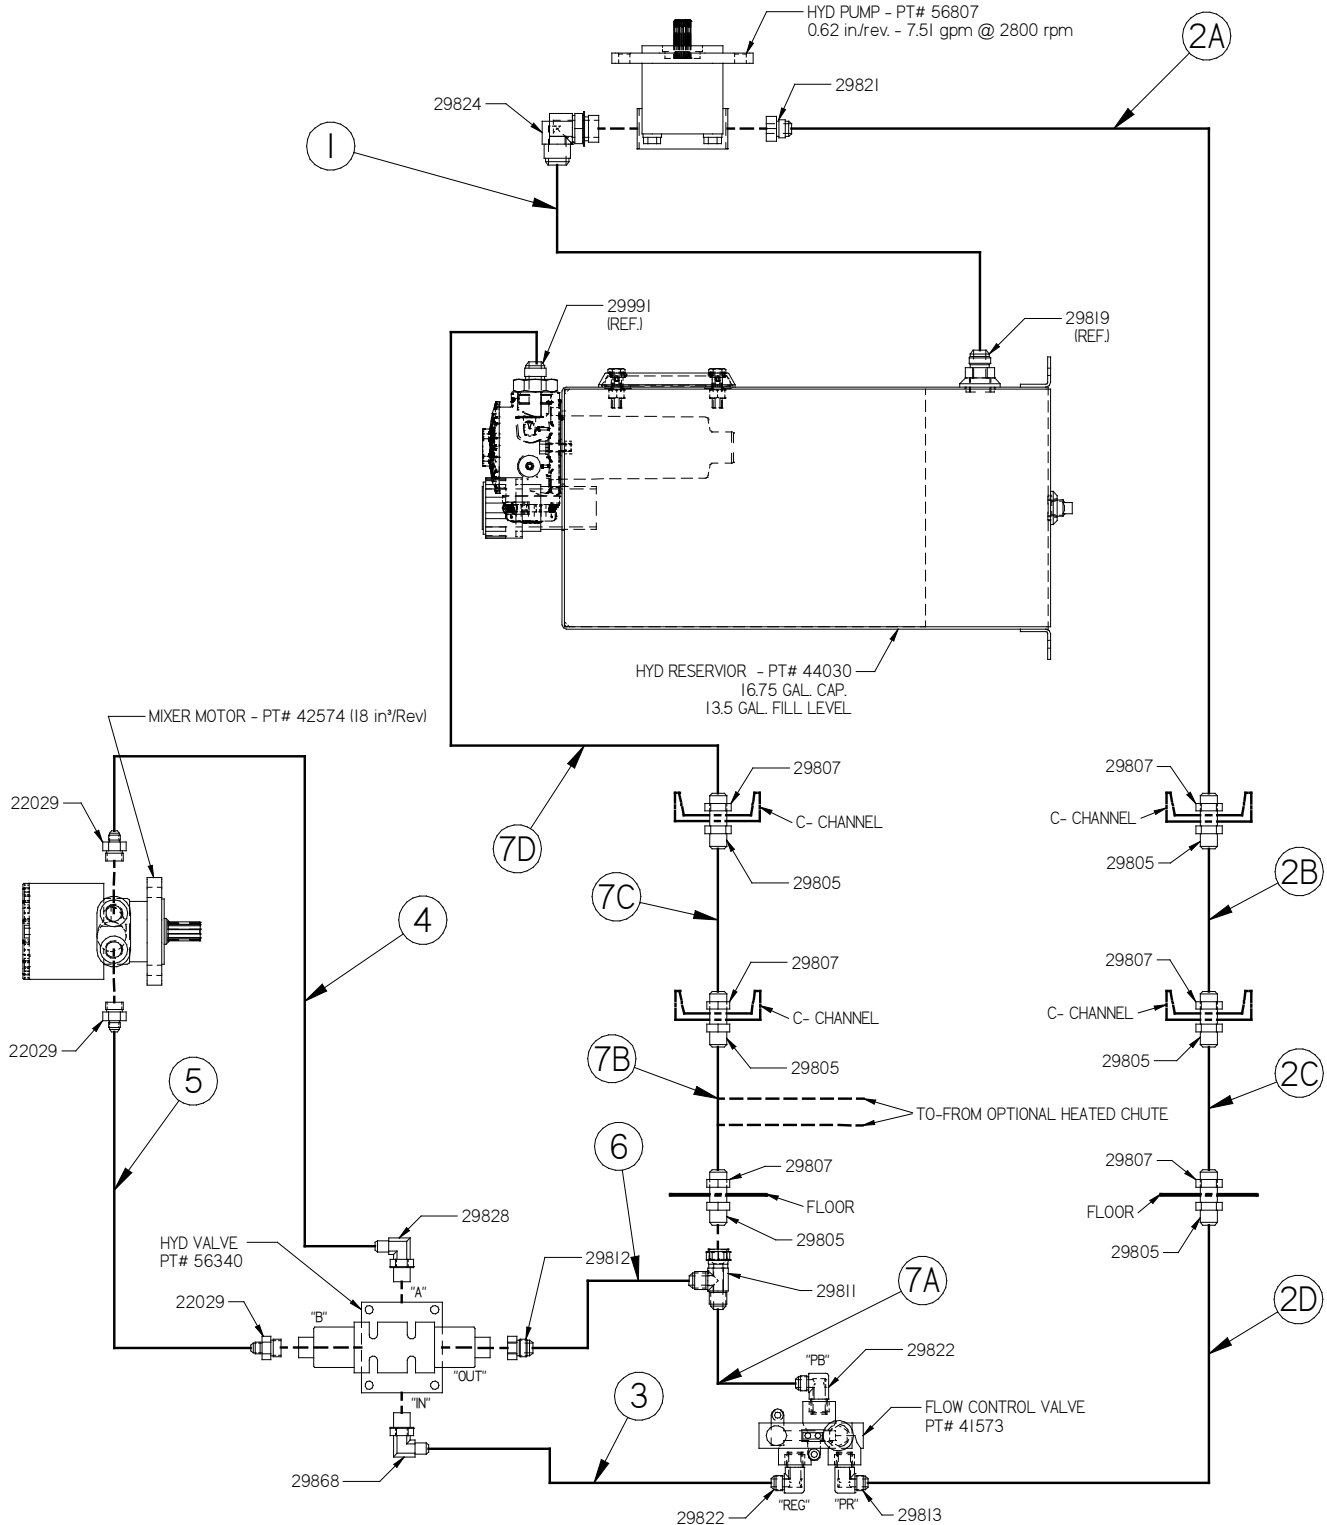 HYD PUMP - PT# 56807
0.62 in/rev. - 7.51 gpm @ 2800 rpm
2A
29821
29824
1
29991
(REF.)
29819
(REF.)
HYD RESERVIOR - PT# 44030
16.75 GAL. CAP.
13.5 GAL. FILL LEVEL
MIXER MOTOR - PT# 42574 (18 in³/Rev)
29807
29807
22029
C- CHANNEL
C- CHANNEL
7D
29805
29805
2B
7C
4
29807
29807
C- CHANNEL
C- CHANNEL
22029
7B
29805
29805
5
2C
TO-FROM OPTIONAL HEATED CHUTE
6
29807
29807
FLOOR
FLOOR
29828
HYD VALVE
PT# 56340
29812
29805
29805
"A"
29811
7A
2D
22029
"B"
"OUT"
"PB"
29822
"IN"
3
FLOW CONTROL VALVE
PT# 41573
29868
"REG"
"PR"
29822
29813